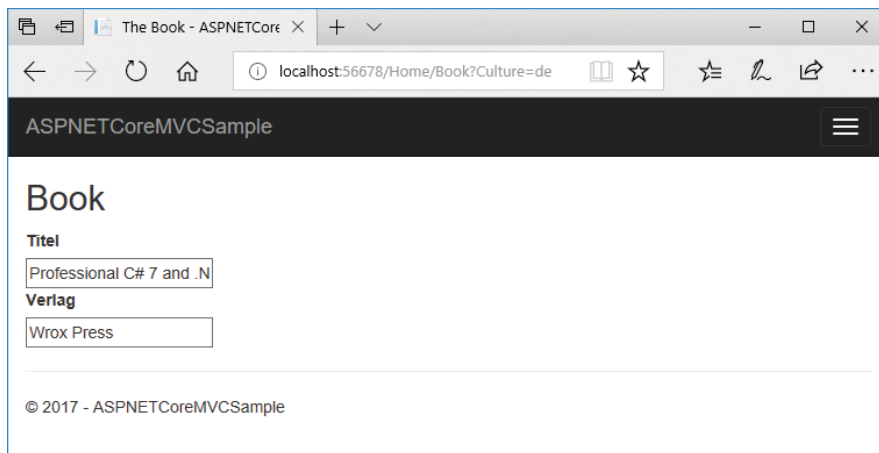 The Book - ASPNETCore
localhost:56678/Home/Book?Culture=de
ASPNETCoreMVCSample
Book
Titel
Professional C# 7 and .N
Verlag
Wrox Press
© 2017 - ASPNETCoreMVCSample